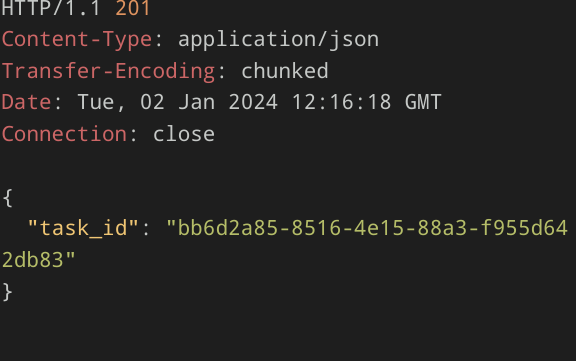 HTTP/1.1 201
Content-Type: application/json
Transfer-Encoding: chunked
Date: Tue, 02 Jan 2024 12:16:18 GMT
Connection: close
{
"task_id": "bb6d2a85-8516-4e15-88a3-f955d64
2db83"
}